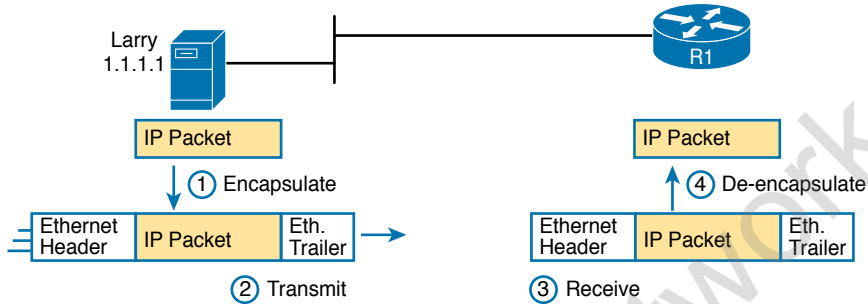 Larry
1.1.1.1
R1
IP Packet
IP Packet
1 Encapsulate
4 De-encapsulate
Ethernet Header
IP Packet
Eth. Trailer
Ethernet Header
IP Packet
Eth. Trailer
2 Transmit
3 Receive